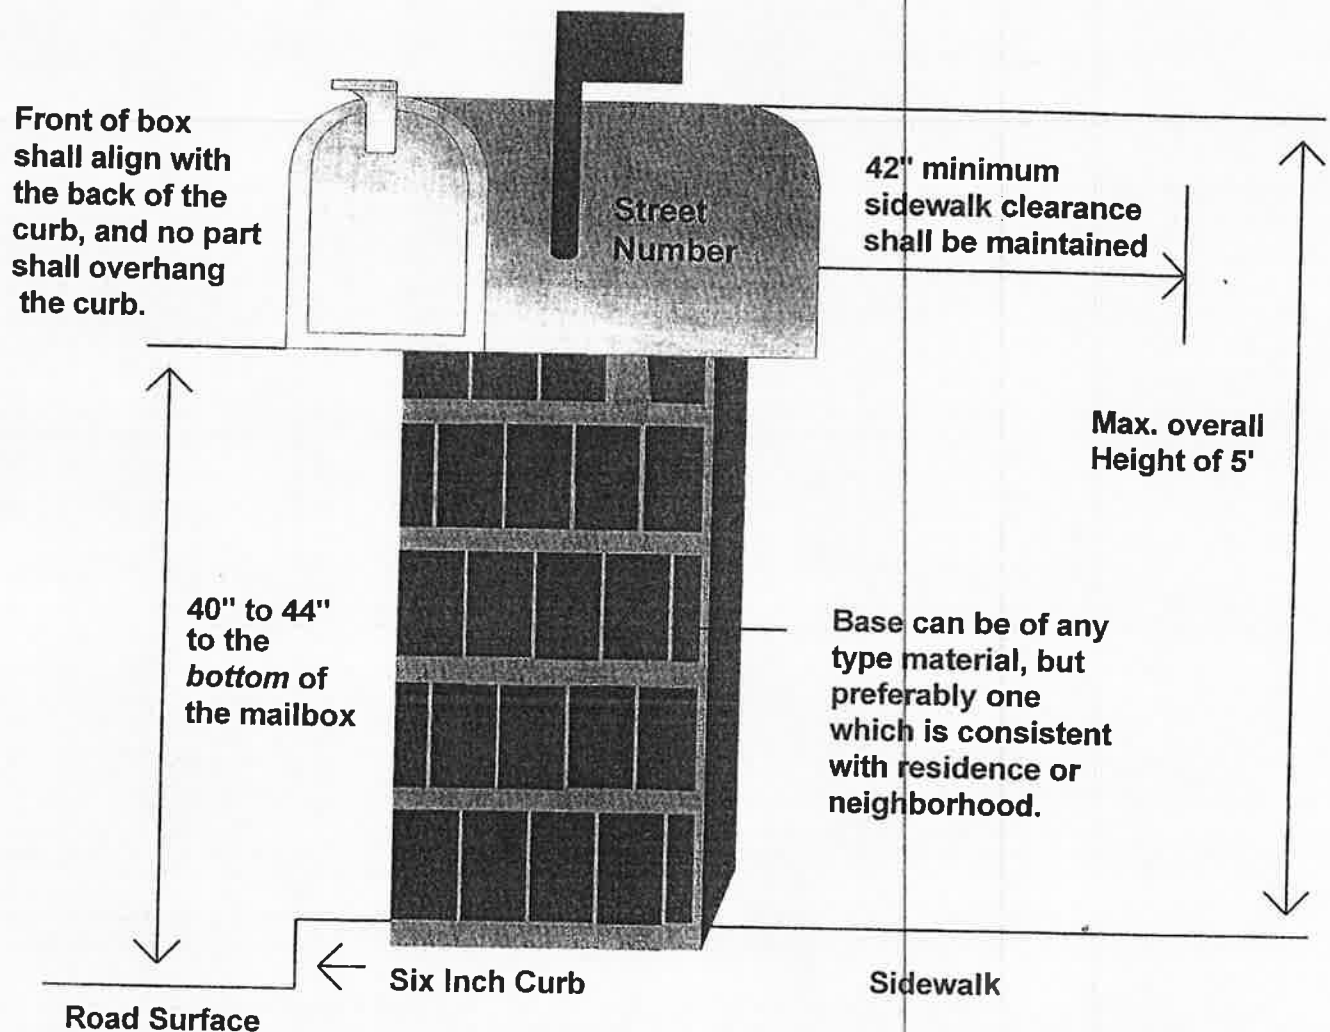 Front of box
shall align with
the back of the
curb, and no part
shall overhang
the curb.
Street
Number
42" minimum
sidewalk clearance
shall be maintained
Max. overall
Height of 5'
40" to 44"
to the
bottom of
the mailbox
Base can be of any
type material, but
preferably one
which is consistent
with residence or
neighborhood.
Six Inch Curb
Sidewalk
Road Surface